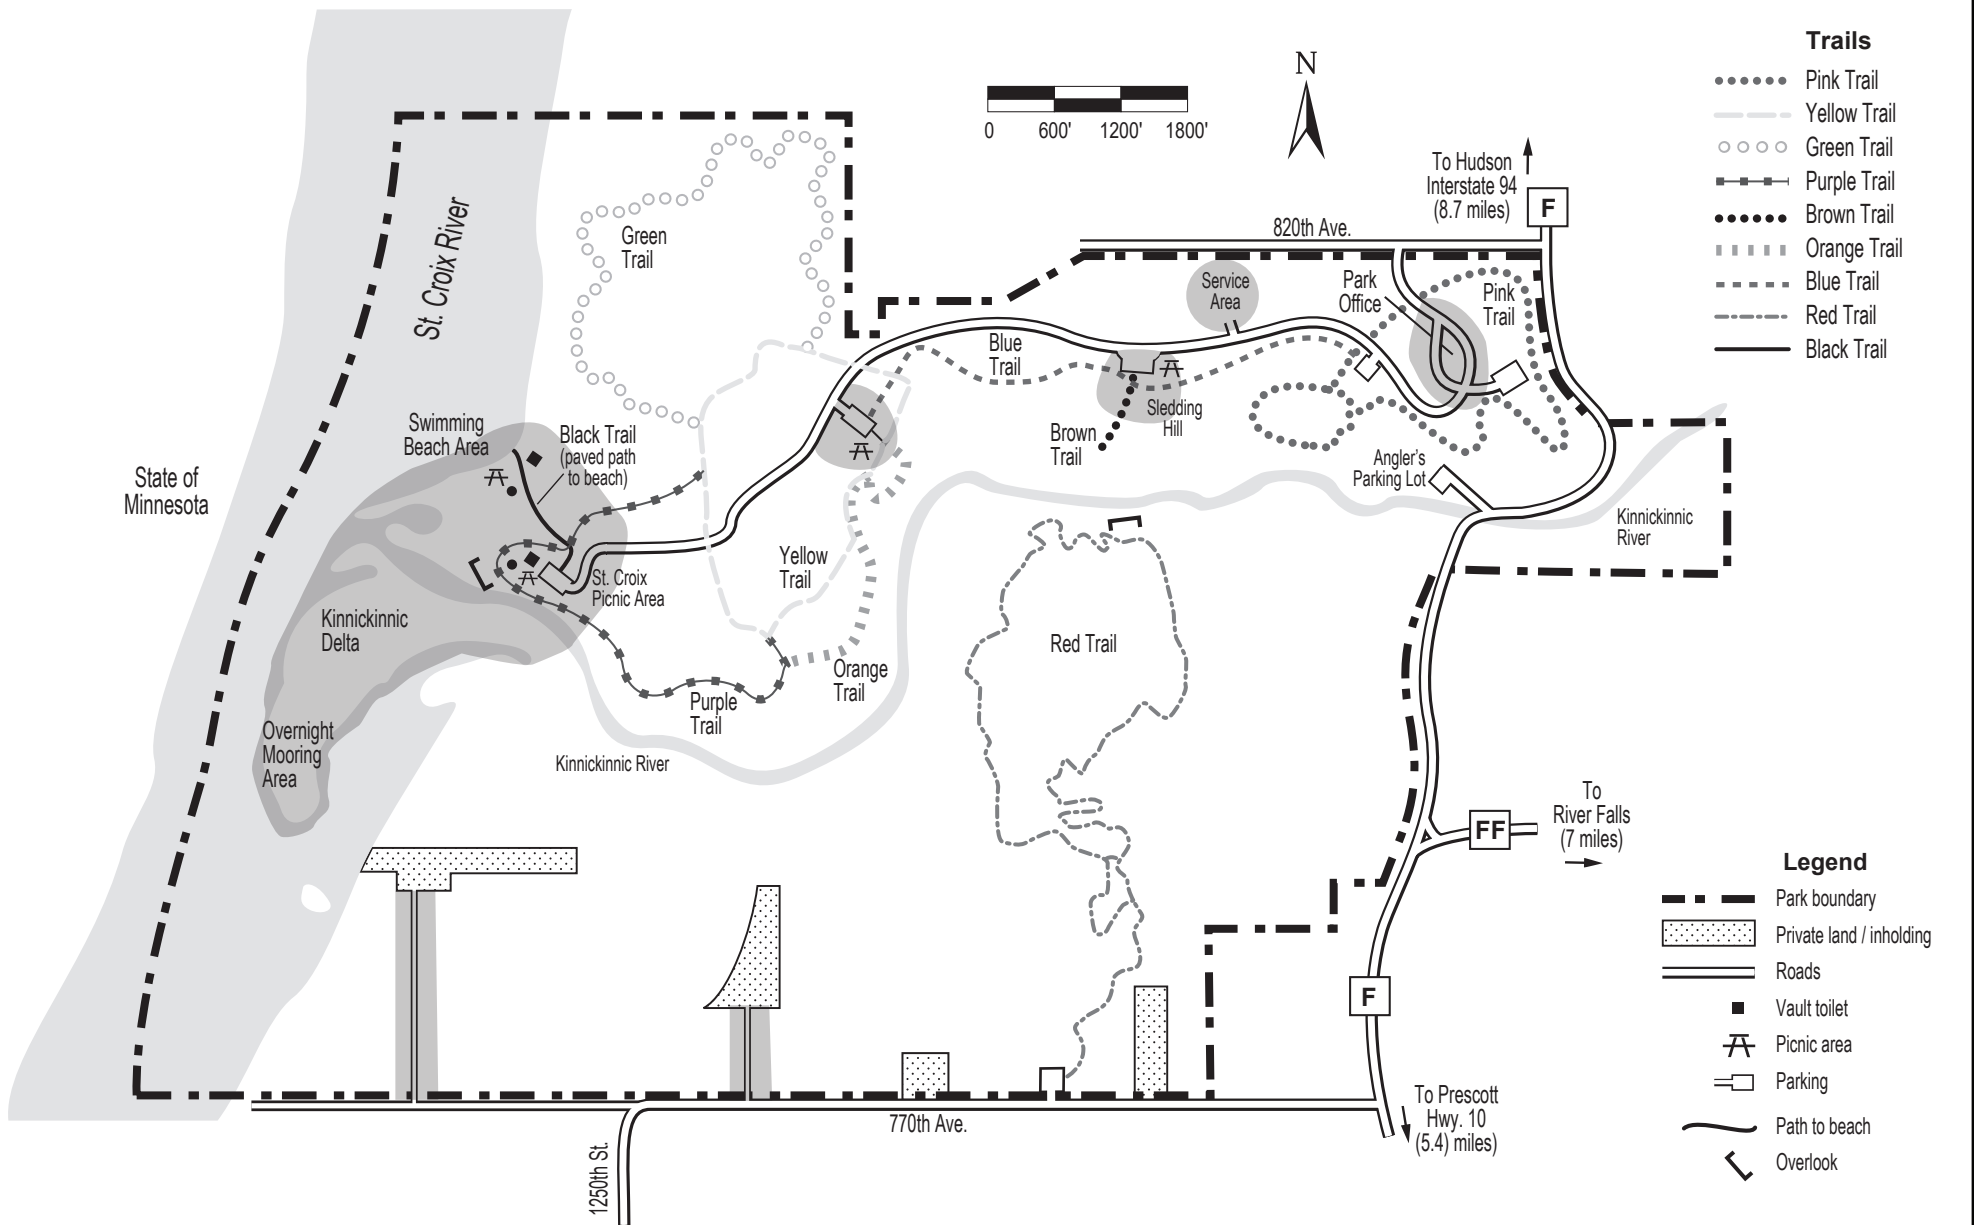 Trails
Pink Trail
Yellow Trail
Green Trail
Purple Trail
Brown Trail
Orange Trail
Blue Trail
Red Trail
Black Trail
N
0 600' 1200' 1800'
To Hudson
Interstate 94
(8.7 miles)
F
820th Ave.
St. Croix River
Green
Trail
Service
Area
Park
Office
Pink
Trail
Blue
Trail
Sledding
Hill
Brown
Trail
Angler's
Parking Lot
Kinnickinnic
River
State of
Minnesota
Swimming
Beach Area
Black Trail
(paved path
to beach)
St. Croix
Picnic Area
Yellow
Trail
Kinnickinnic
Delta
Orange
Trail
Purple
Trail
Red Trail
Overnight
Mooring
Area
Kinnickinnic River
FF
To
River Falls
(7 miles)
F
To Prescott
Hwy. 10
(5.4) miles)
770th Ave.
1250th St.
Legend
Park boundary
Private land / inholding
Roads
Vault toilet
Picnic area
Parking
Path to beach
Overlook